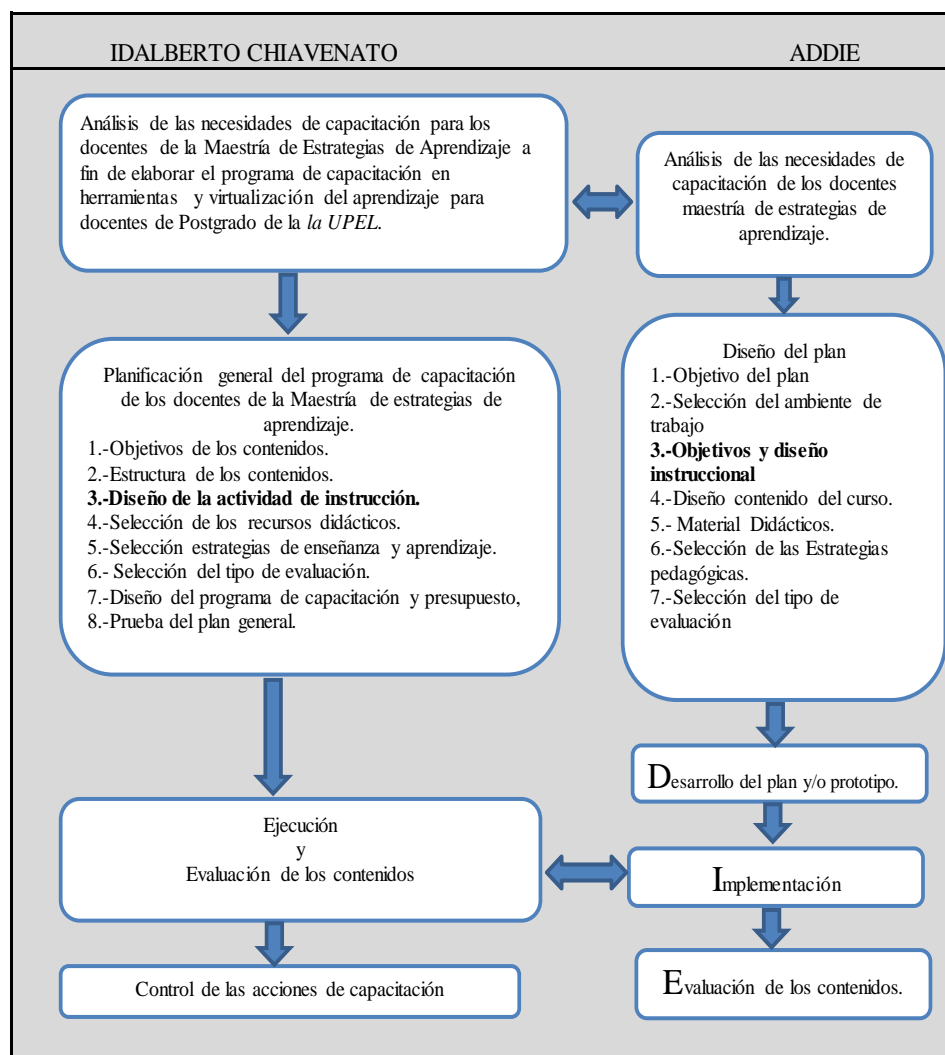 IDALBERTO CHIAVENATO
ADDIE
Análisis de las necesidades de capacitación para los
docentes de la Maestría de Estrategias de Aprendizaje a
fin de elaborar el programa de capacitación en
herramientas y virtualización del aprendizaje para
docentes de Postgrado de la la UPEL.
Análisis de las necesidades de
capacitación de los docentes
maestría de estrategias de
aprendizaje.
Planificación general del programa de capacitación
de los docentes de la Maestría de estrategias de
aprendizaje.
1.-Objetivos de los contenidos.
2.-Estructura de los contenidos.
3.-Diseño de la actividad de instrucción.
4.-Selección de los recursos didácticos.
5.-Selección estrategias de enseñanza y aprendizaje.
6.- Selección del tipo de evaluación.
7.-Diseño del programa de capacitación y presupuesto,
8.-Prueba del plan general.
Diseño del plan
1.-Objetivo del plan
2.-Selección del ambiente de
trabajo
3.-Objetivos y diseño
instruccional
4.-Diseño contenido del curso.
5.- Material Didácticos.
6.-Selección de las Estrategias
pedagógicas.
7.-Selección del tipo de
evaluación
Desarrollo del plan y/o prototipo.
Ejecución
y
Evaluación de los contenidos
Implementación
Control de las acciones de capacitación
Evaluación de los contenidos.